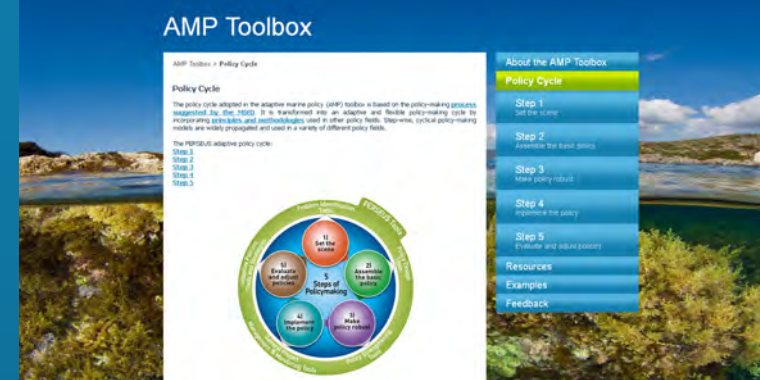 AMP Toolbox
AMP Toolbox > Policy Cycle
Policy Cycle
The policy cycle adopted in the adaptive marine policy (AMP) toolbox is based on the policy-making process
suggested by the MSFD. It is transformed into an adaptive and flexible policy-making cycle by
incorporating principles and methodologies used in other policy fields. Step-wise, cyclical policy-making
models are widely propagated and used in a variety of different policy fields.
The PERSEUS adaptive policy cycle:
Step 1
Step 2
Step 3
Step 4
Step 5
Problem Identification
Tools
PERSEUS Tools
1)
Set the
scene
5)
Evaluate
and adjust
policies
2)
Assemble
the basic
policy
5
Steps of
Policymaking
4)
Implement
the policy
3)
Make
policy robust
About the AMP Toolbox
Policy Cycle
Step 1
Set the scene
Step 2
Assemble the basic policy
Step 3
Make policy robust
Step 4
Implement the policy
Step 5
Evaluate and adjust policies
Resources
Examples
Feedback